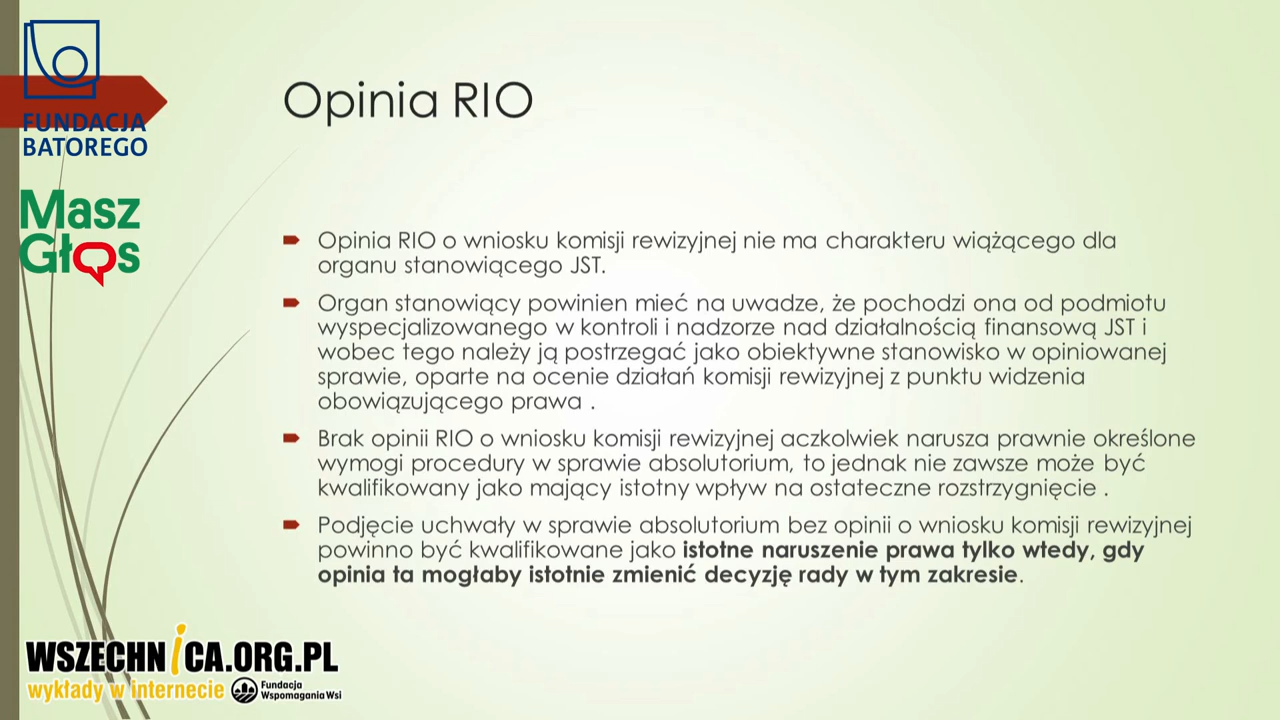 FUNDACJA
BATOREGO
Masz
Głos
Opinia RIO
Opinia RIO o wniosku komisji rewizyjnej nie ma charakteru wiążącego dla
organu stanowiącego JST.
Organ stanowiący powinien mieć na uwadze, że pochodzi ona od podmiotu
wyspecjalizowanego w kontroli i nadzorze nad działalnością finansową JST i
wobec tego należy ją postrzegać jako obiektywne stanowisko w opiniowanej
sprawie, oparte na ocenie działań komisji rewizyjnej z punktu widzenia
obowiązującego prawa .
Brak opinii RIO o wniosku komisji rewizyjnej aczkolwiek narusza prawnie określone
wymogi procedury w sprawie absolutorium, to jednak nie zawsze może być
kwalifikowany jako mający istotny wpływ na ostateczne rozstrzygnięcie .
Podjęcie uchwały w sprawie absolutorium bez opinii o wniosku komisji rewizyjnej
powinno być kwalifikowane jako istotne naruszenie prawa tylko wtedy, gdy
opinia ta mogłaby istotnie zmienić decyzję rady w tym zakresie.
WSZECHNiCA.ORG.PL
wykłady w internecie
Fundacja
Wspomagania Wsi